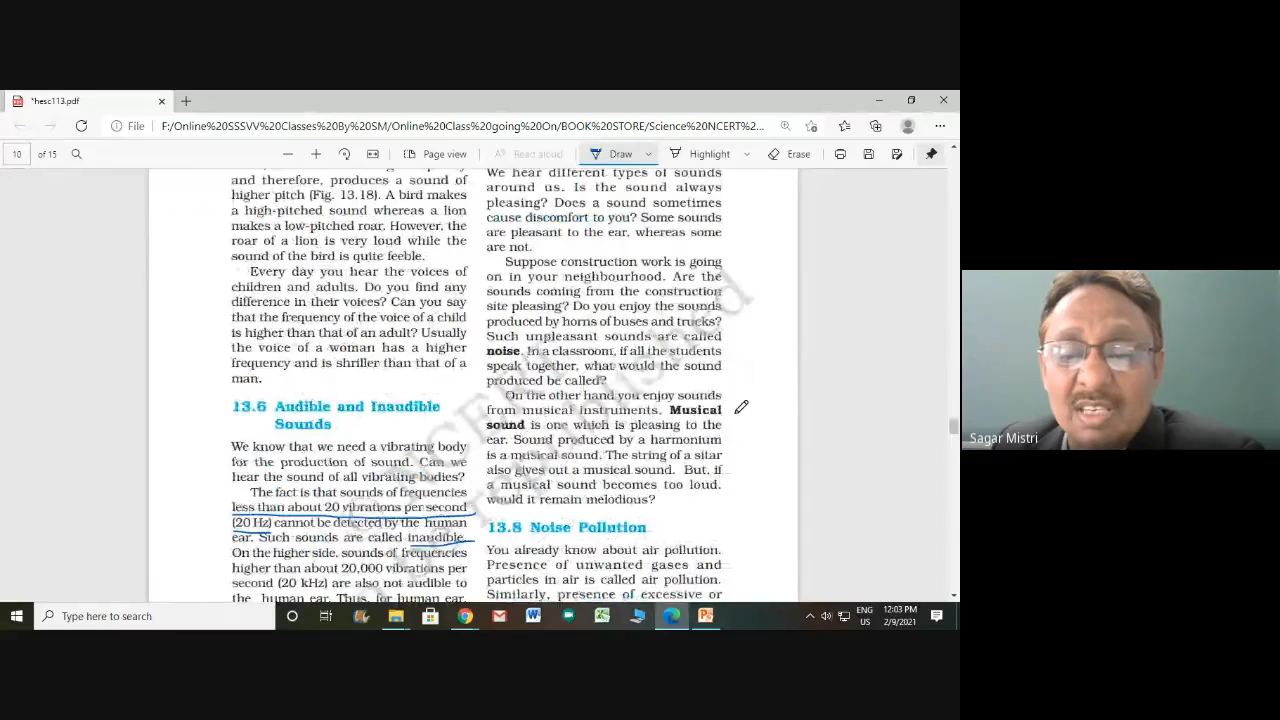 *hesc113.pdf
File
F:/Online%20SSSVV%20Classes%20By%20SM/Online%20Class%20going%20On/BOOK%20STORE/Science%20NCERT%2...
10 of 15
Page view
Read aloud
Draw
Highlight
Erase
and therefore, produces a sound of
higher pitch (Fig. 13.18). A bird makes
a high-pitched sound whereas a lion
makes a low-pitched roar. However, the
roar of a lion is very loud while the
sound of the bird is quite feeble.
Every day you hear the voices of
children and adults. Do you find any
difference in their voices? Can you say
that the frequency of the voice of a child
is higher than that of an adult? Usually
the voice of a woman has a higher
frequency and is shriller than that of a
man.
13.6 Audible and Inaudible
Sounds
We know that we need a vibrating body
for the production of sound. Can we
hear the sound of all vibrating bodies?
The fact is that sounds of frequencies
less than about 20 vibrations per second
(20 Hz) cannot be detected by the human
ear. Such sounds are called inaudible.
On the higher side, sounds of frequencies
higher than about 20,000 vibrations per
second (20 kHz) are also not audible to
the human ear. Thus, for human ear,
We hear different types of sounds
around us. Is the sound always
pleasing? Does a sound sometimes
cause discomfort to you? Some sounds
are pleasant to the ear, whereas some
are not.
Suppose construction work is going
on in your neighbourhood. Are the
sounds coming from the construction
site pleasing? Do you enjoy the sounds
produced by horns of buses and trucks?
Such unpleasant sounds are called
noise. In a classroom, if all the students
speak together, what would the sound
produced be called?
On the other hand you enjoy sounds
from musical instruments. Musical
sound is one which is pleasing to the
ear. Sound produced by a harmonium
is a musical sound. The string of a sitar
also gives out a musical sound. But, if
a musical sound becomes too loud,
would it remain melodious?
13.8 Noise Pollution
You already know about air pollution.
Presence of unwanted gases and
particles in air is called air pollution.
Similarly, presence of excessive or
NCERT
republished
Sagar Mistri
Type here to search
ENG
US
12:03 PM
2/9/2021